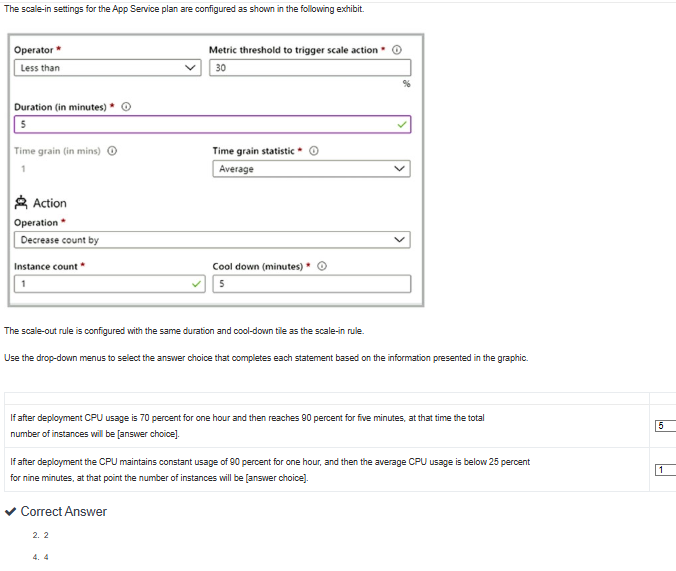 The scale-in settings for the App Service plan are configured as shown in the following exhibit.
Operator * Metric threshold to trigger scale action *
Less than 30
%
Duration (in minutes) *
5
Time grain (in mins) Time grain statistic *
1 Average
Action
Operation *
Decrease count by
Instance count * Cool down (minutes) *
1 5
The scale-out rule is configured with the same duration and cool-down tile as the scale-in rule.
Use the drop-down menus to select the answer choice that completes each statement based on the information presented in the graphic.
If after deployment CPU usage is 70 percent for one hour and then reaches 90 percent for five minutes, at that time the total 5
number of instances will be [answer choice].
If after deployment the CPU maintains constant usage of 90 percent for one hour, and then the average CPU usage is below 25 percent 1
for nine minutes, at that point the number of instances will be [answer choice].
Correct Answer
2. 2
4. 4